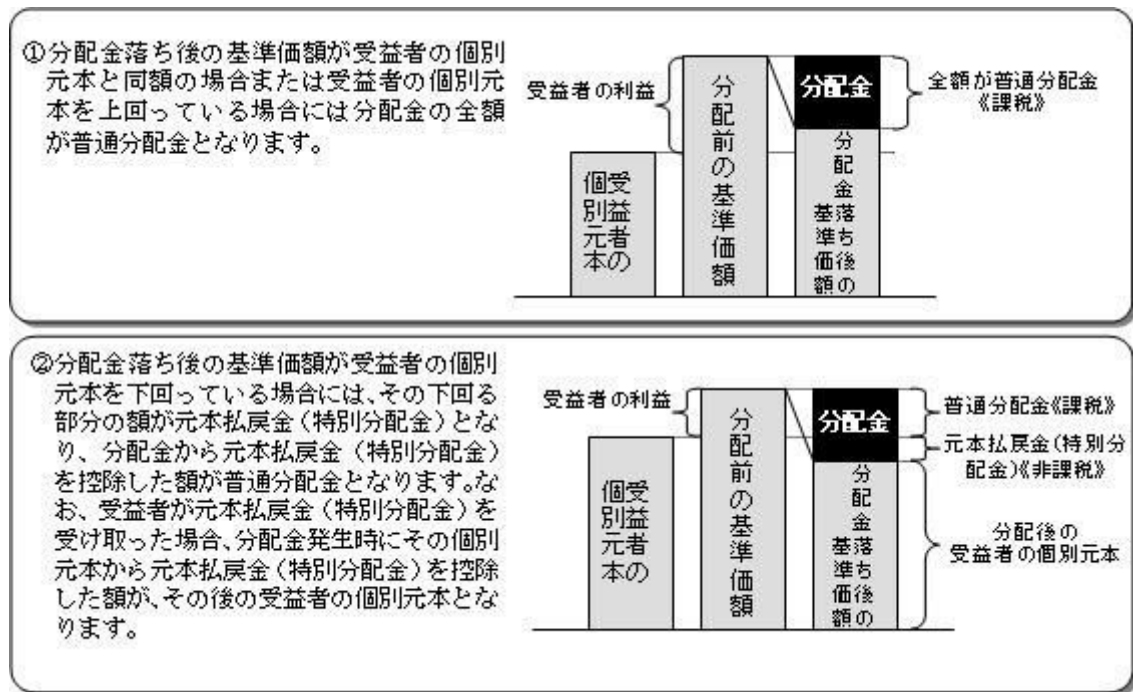 ①分配金落ち後の基準価額が受益者の個別
元本と同額の場合または受益者の個別元
本を上回っている場合には分配金の全額
が普通分配金となります。
受益者の利益
受益者の
個別元本
分配前の基準価額
分配金
分配金落ち後の
基準価額
全額が普通分配金
《課税》
②分配金落ち後の基準価額が受益者の個別
元本を下回っている場合には、その下回る
部分の額が元本払戻金(特別分配金)とな
り、分配金から元本払戻金(特別分配金)
を控除した額が普通分配金となります。な
お、受益者が元本払戻金(特別分配金)を
受け取った場合、分配金発生時にその個別
元本から元本払戻金(特別分配金)を控除
した額が、その後の受益者の個別元本とな
ります。
受益者の利益
受益者の
個別元本
分配前の基準価額
分配金
分配金落ち後の
基準価額
普通分配金《課税》
元本払戻金(特別分
配金)《非課税》
分配後の
受益者の個別元本